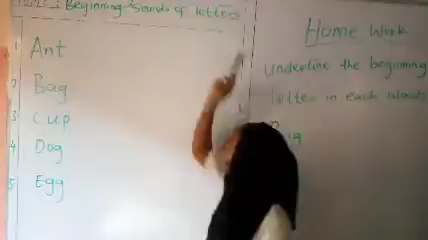 Topic: Beginning Sounds of letters
1 Ant
2 Bag
3 Cup
4 Dog
5 Egg
Home Work
Underline the beginning
letter in each